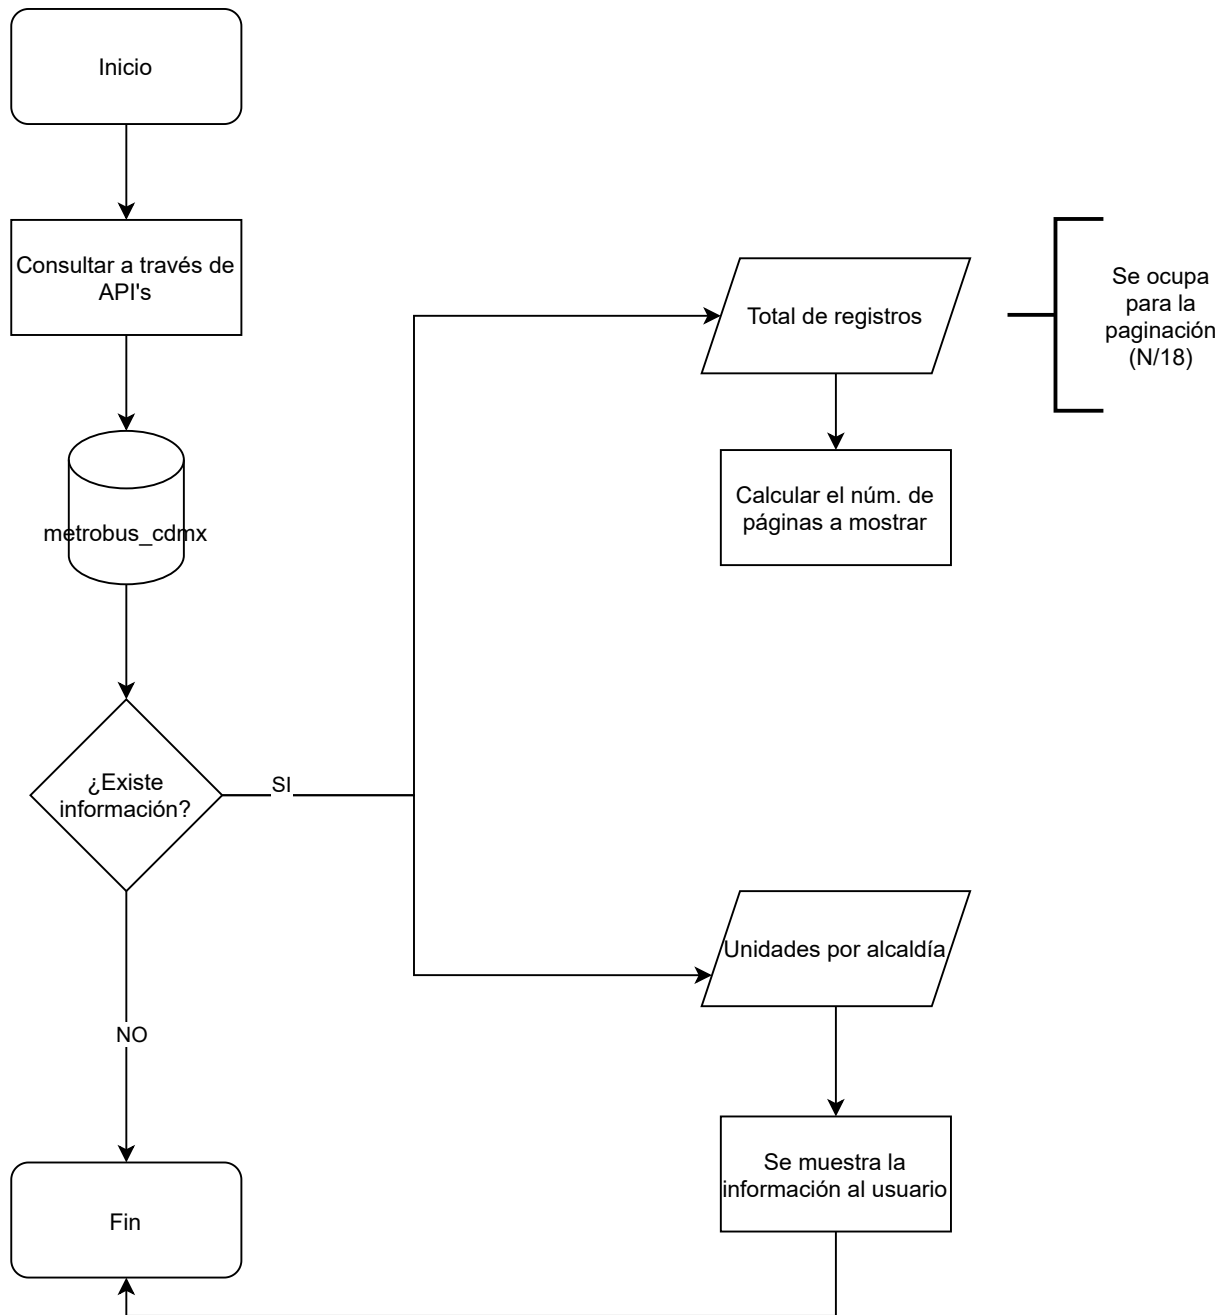 Inicio
Consultar a través de
API's
metrobus_cdmx
¿Existe
información?
SI
NO
Fin
Total de registros
Se ocupa
para la
paginación
(N/18)
Calcular el núm. de
páginas a mostrar
Unidades por alcaldía
Se muestra la
información al usuario